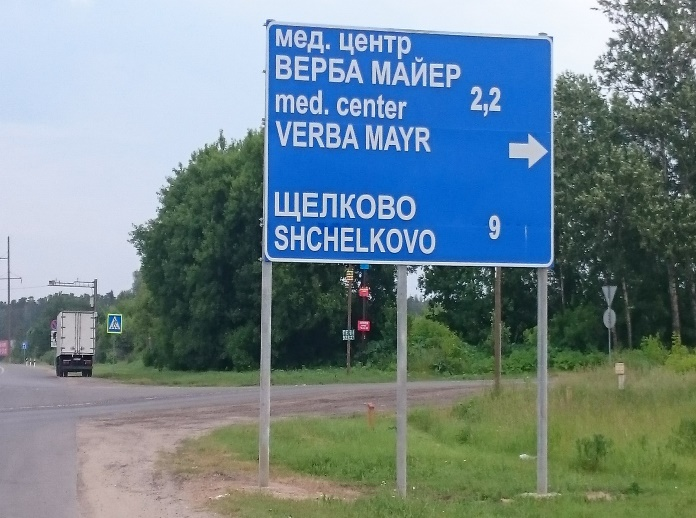 мед. центр
ВЕРБА МАЙЕР 2,2
med. center
VERBA MAYR
ЩЕЛКОВО 9
SHCHELKOVO